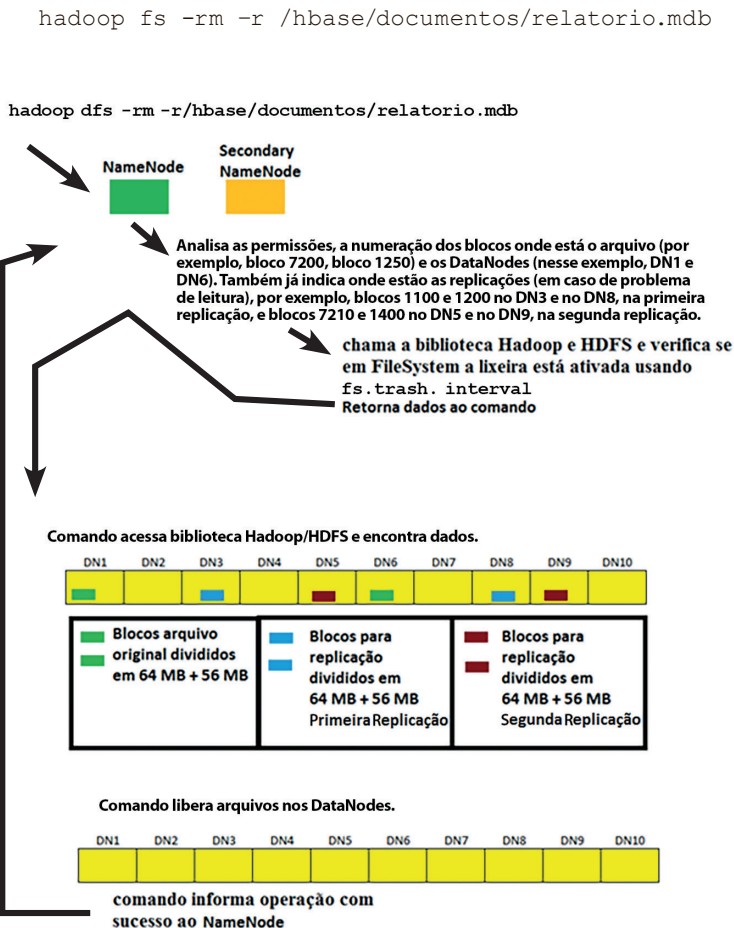 hadoop fs -rm –r /hbase/documentos/relatorio.mdb
hadoop dfs -rm -r/hbase/documentos/relatorio.mdb
NameNode
Secondary
NameNode
Analisa as permissões, a numeração dos blocos onde está o arquivo (por
exemplo, bloco 7200, bloco 1250) e os DataNodes (nesse exemplo, DN1 e
DN6). Também já indica onde estão as replicações (em caso de problema
de leitura), por exemplo, blocos 1100 e 1200 no DN3 e no DN8, na primeira
replicação, e blocos 7210 e 1400 no DN5 e no DN9, na segunda replicação.
chama a biblioteca Hadoop e HDFS e verifica se
em FileSystem a lixeira está ativada usando
fs.trash. interval
Retorna dados ao comando
Comando acessa biblioteca Hadoop/HDFS e encontra dados.
DN1 DN2 DN3 DN4 DN5 DN6 DN7 DN8 DN9 DN10
Blocos arquivo
original divididos
em 64 MB + 56 MB
Blocos para
replicação
divididos em
64 MB + 56 MB
Primeira Replicação
Blocos para
replicação
divididos em
64 MB + 56 MB
Segunda Replicação
Comando libera arquivos nos DataNodes.
DN1 DN2 DN3 DN4 DN5 DN6 DN7 DN8 DN9 DN10
comando informa operação com
sucesso ao NameNode